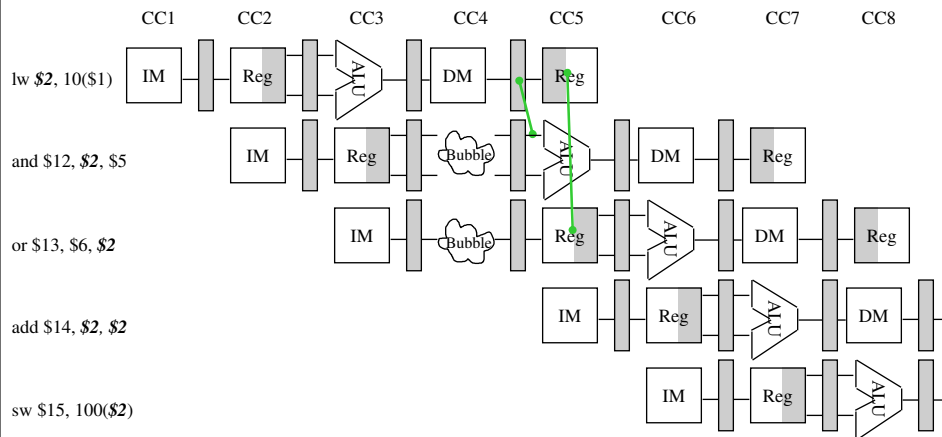 CC1 CC2 CC3 CC4 CC5 CC6 CC7 CC8
lw $2, 10($1) IM Reg ALU DM Reg
and $12, $2, $5 IM Reg Bubble ALU DM Reg
or $13, $6, $2 IM Bubble Reg ALU DM Reg
add $14, $2, $2 IM Reg ALU DM
sw $15, 100($2) IM Reg ALU